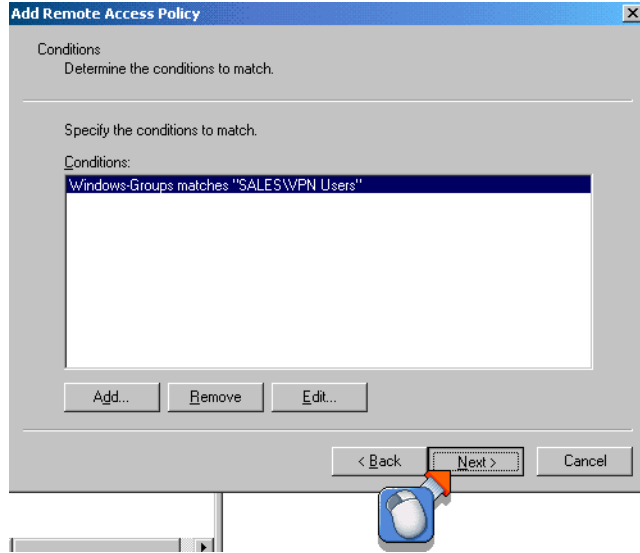 Add Remote Access Policy
Conditions
Determine the conditions to match.
Specify the conditions to match.
Conditions:
Windows-Groups matches "SALES\VPN Users"
Add... Remove Edit...
< Back Next > Cancel